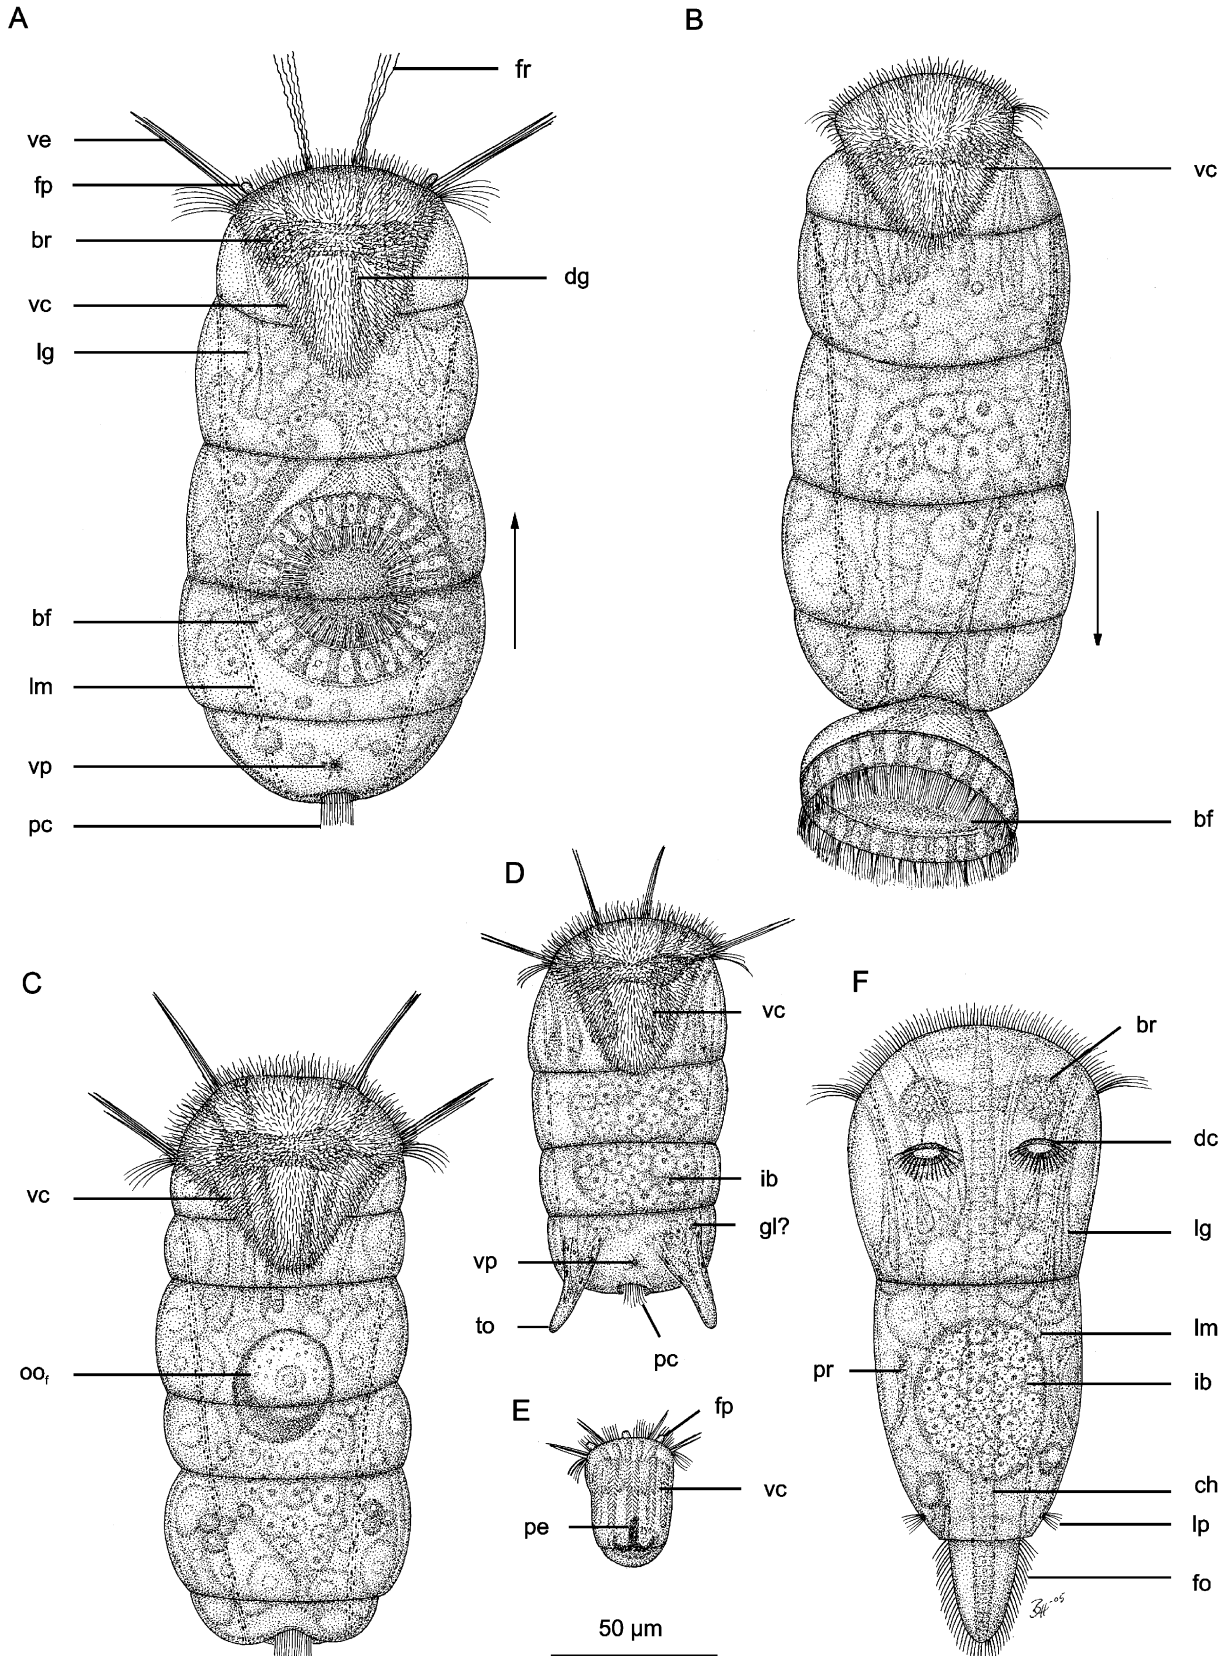 A
fr
ve
fp
br
dg
vc
lg
bf
lm
vp
pc
B
vc
bf
C
vc
oof
D
vc
ib
gl?
vp
to
pc
E
fp
vc
pe
50 µm
F
br
dc
lg
lm
pr
ib
ch
lp
fo